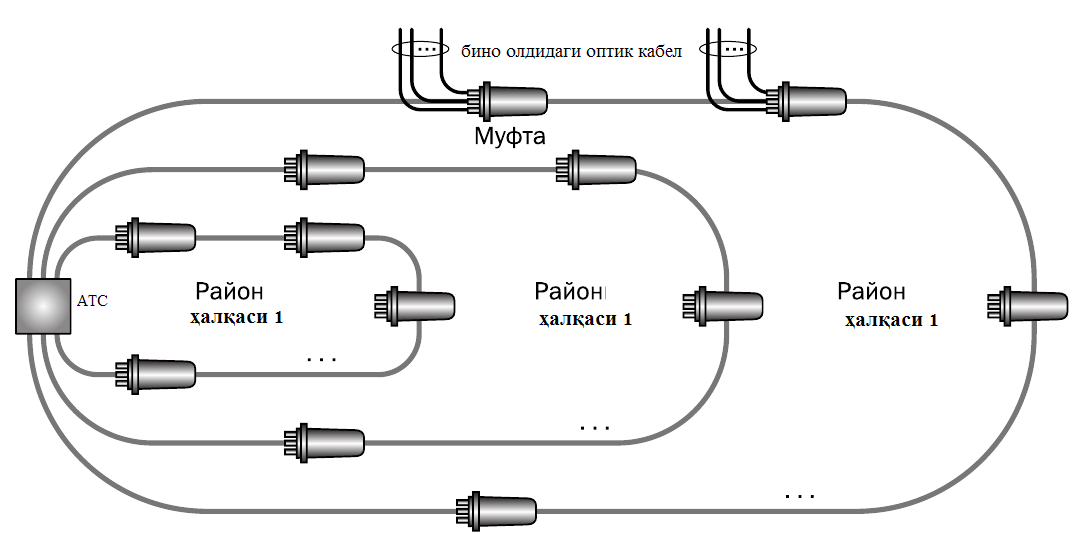 ... бино олдидаги оптик кабел ...
Муфта
АТС
Район
ҳалқаси 1
Район
ҳалқаси 1
Район
ҳалқаси 1
...
...
...